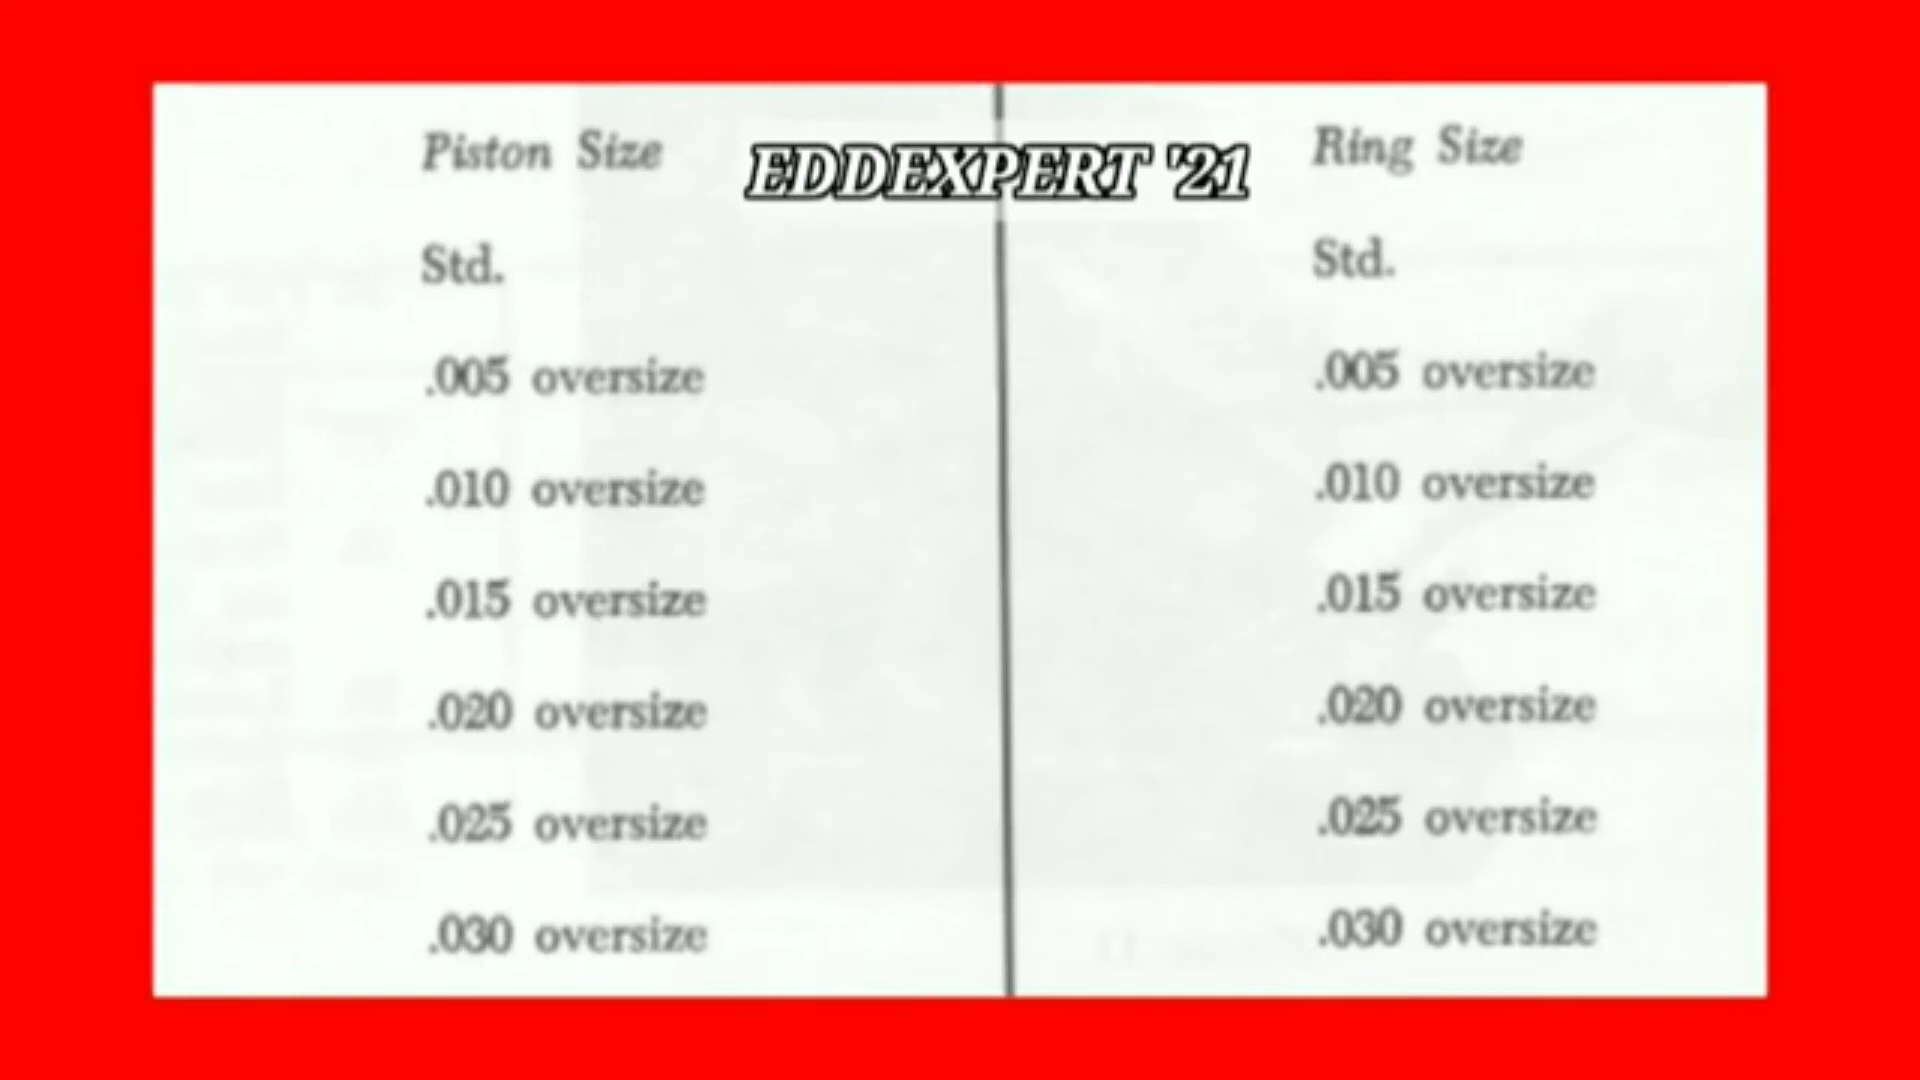 Piston Size EDDEXPERT '21 Ring Size
Std. Std.
.005 oversize .005 oversize
.010 oversize .010 oversize
.015 oversize .015 oversize
.020 oversize .020 oversize
.025 oversize .025 oversize
.030 oversize .030 oversize